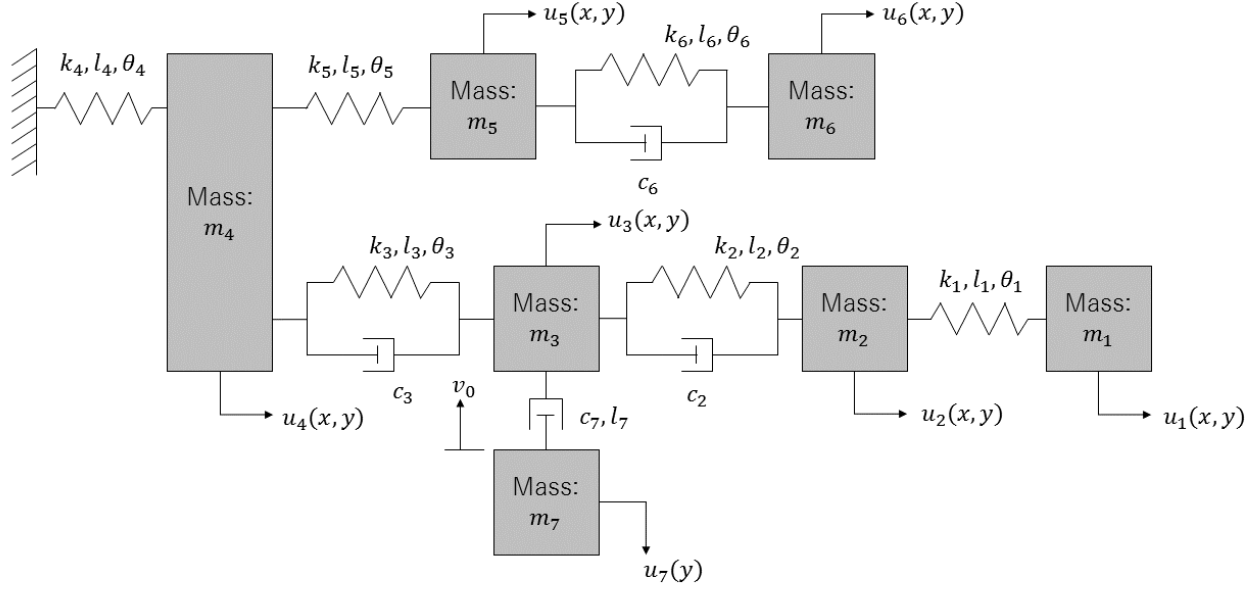 u₅(x, y)
u₆(x, y)
k₄, l₄, θ₄
k₅, l₅, θ₅
k₆, l₆, θ₆
Mass:
m₅
Mass:
m₆
c₆
Mass:
m₄
u₃(x, y)
k₃, l₃, θ₃
k₂, l₂, θ₂
k₁, l₁, θ₁
Mass:
m₃
Mass:
m₂
Mass:
m₁
c₃
v₀
c₂
u₄(x, y)
c₇, l₇
u₂(x, y)
u₁(x, y)
Mass:
m₇
u₇(y)